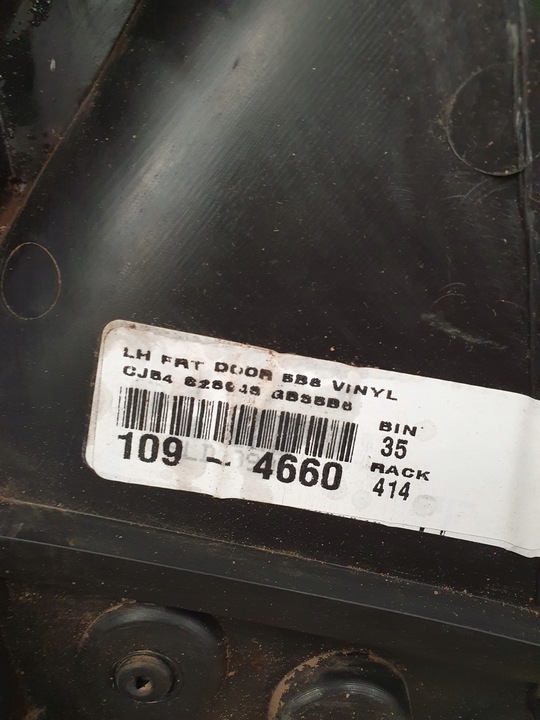 LH FRT DOOR 5B6 VINYL
CJ54
BIN
109 - 4660
35
RACK
414